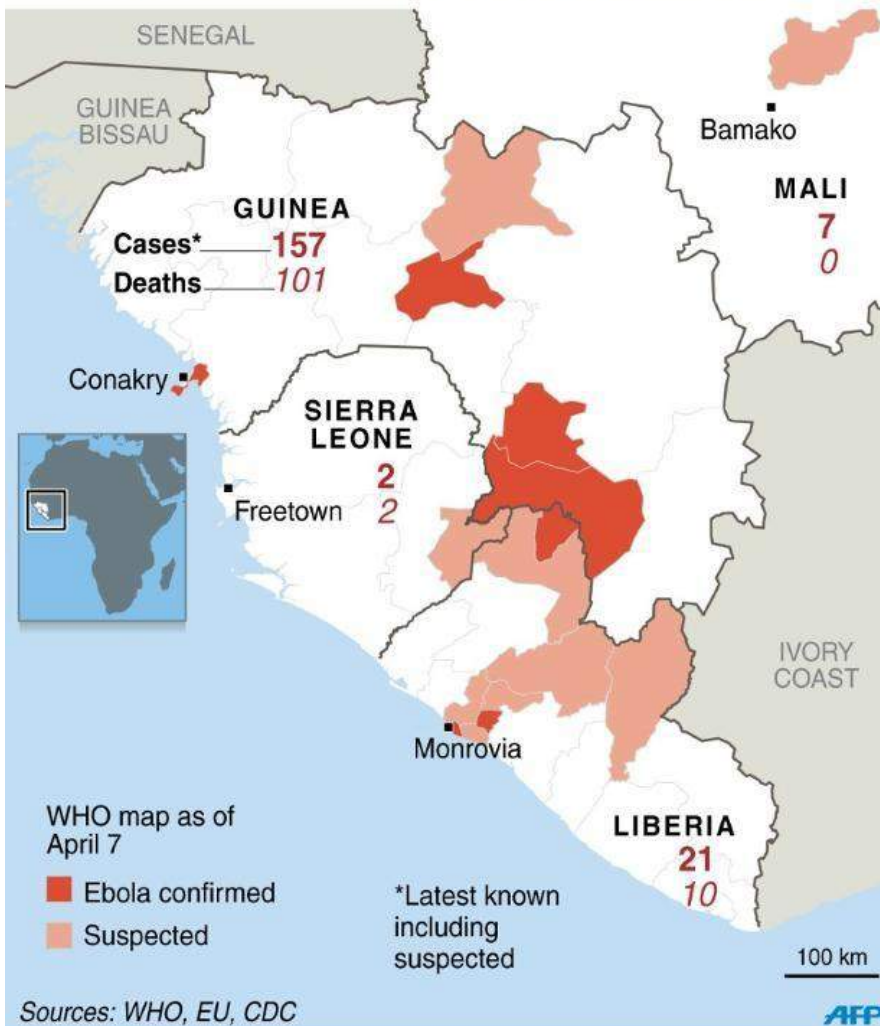 SENEGAL
GUINEA
BISSAU
Bamako
MALI
7
0
GUINEA
Cases* 157
Deaths 101
Conakry
SIERRA
LEONE
2
2
Freetown
IVORY
COAST
Monrovia
LIBERIA
21
10
WHO map as of
April 7
Ebola confirmed
Suspected
*Latest known
including
suspected
100 km
Sources: WHO, EU, CDC
AFP